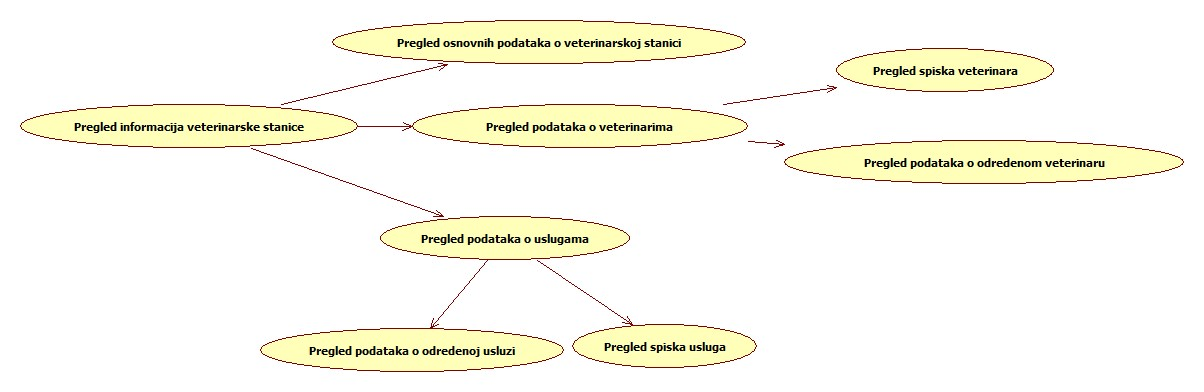 Pregled osnovnih podataka o veterinarskoj stanici
Pregled spiska veterinara
Pregled informacija veterinarske stanice
Pregled podataka o veterinarima
Pregled podataka o odredenom veterinaru
Pregled podataka o uslugama
Pregled podataka o odredenoj usluzi
Pregled spiska usluga